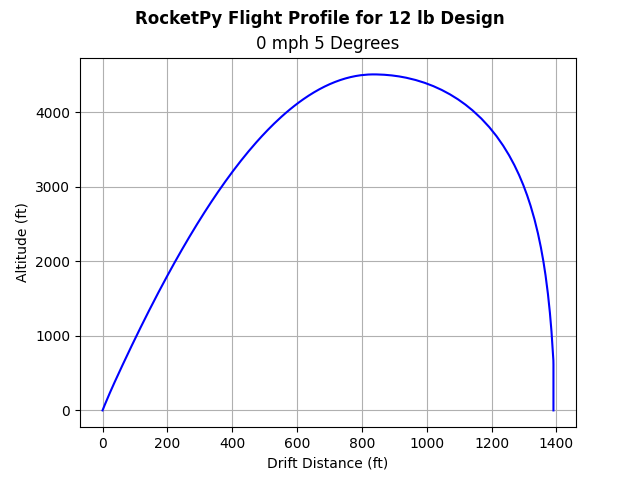 RocketPy Flight Profile for 12 lb Design
0 mph 5 Degrees
Altitude (ft)
4000
3000
2000
1000
0
0 200 400 600 800 1000 1200 1400
Drift Distance (ft)